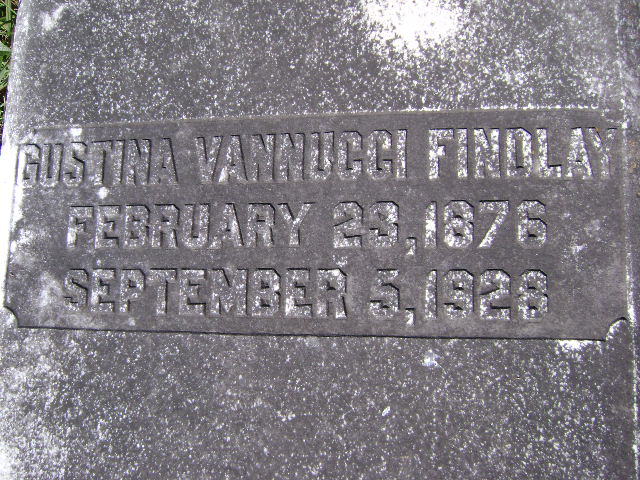 GUSTINA VANNUCCI FINDLAY
FEBRUARY 23, 1876
SEPTEMBER 5, 1928